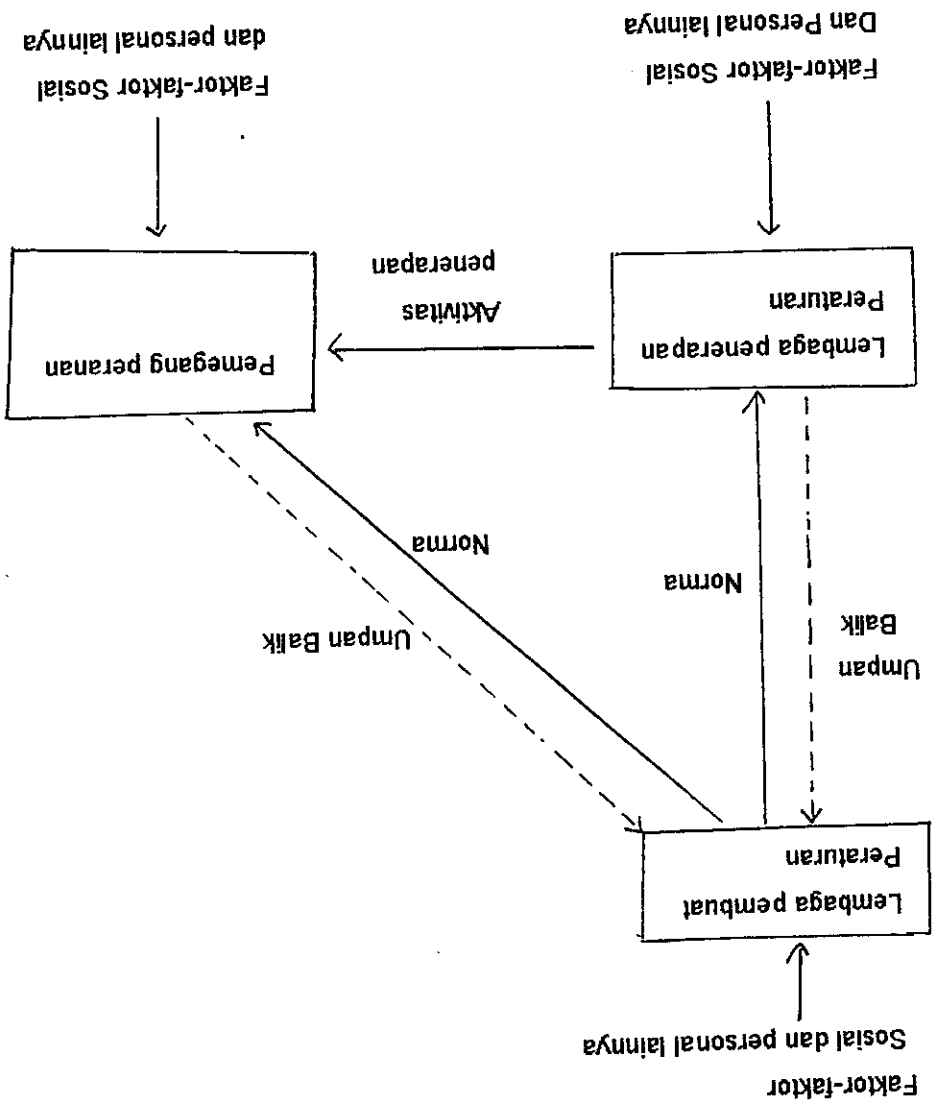 Faktor-faktor
Sosial dan personal lainnya
Lembaga pembuat
Peraturan
Umpan
Balik
Norma
Norma
Umpan Balik
Lembaga penerapan
Peraturan
Aktivitas
penerapan
Pemegang peranan
Faktor-faktor Sosial
Dan Personal lainnya
Faktor-faktor Sosial
dan personal lainnya